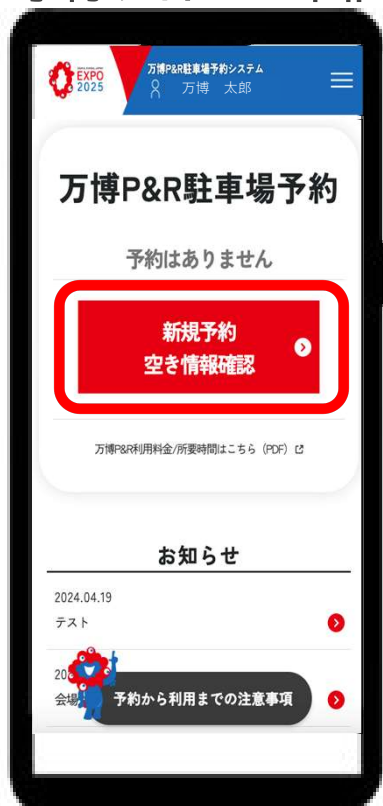 EXPO
2025
万博P&R駐車場予約システム
万博 太郎
万博P&R駐車場予約
予約はありません
新規予約
空き情報確認
万博P&R利用料金/所要時間はこちら（PDF）
お知らせ
2024.04.19
テスト
20
会場
予約から利用までの注意事項